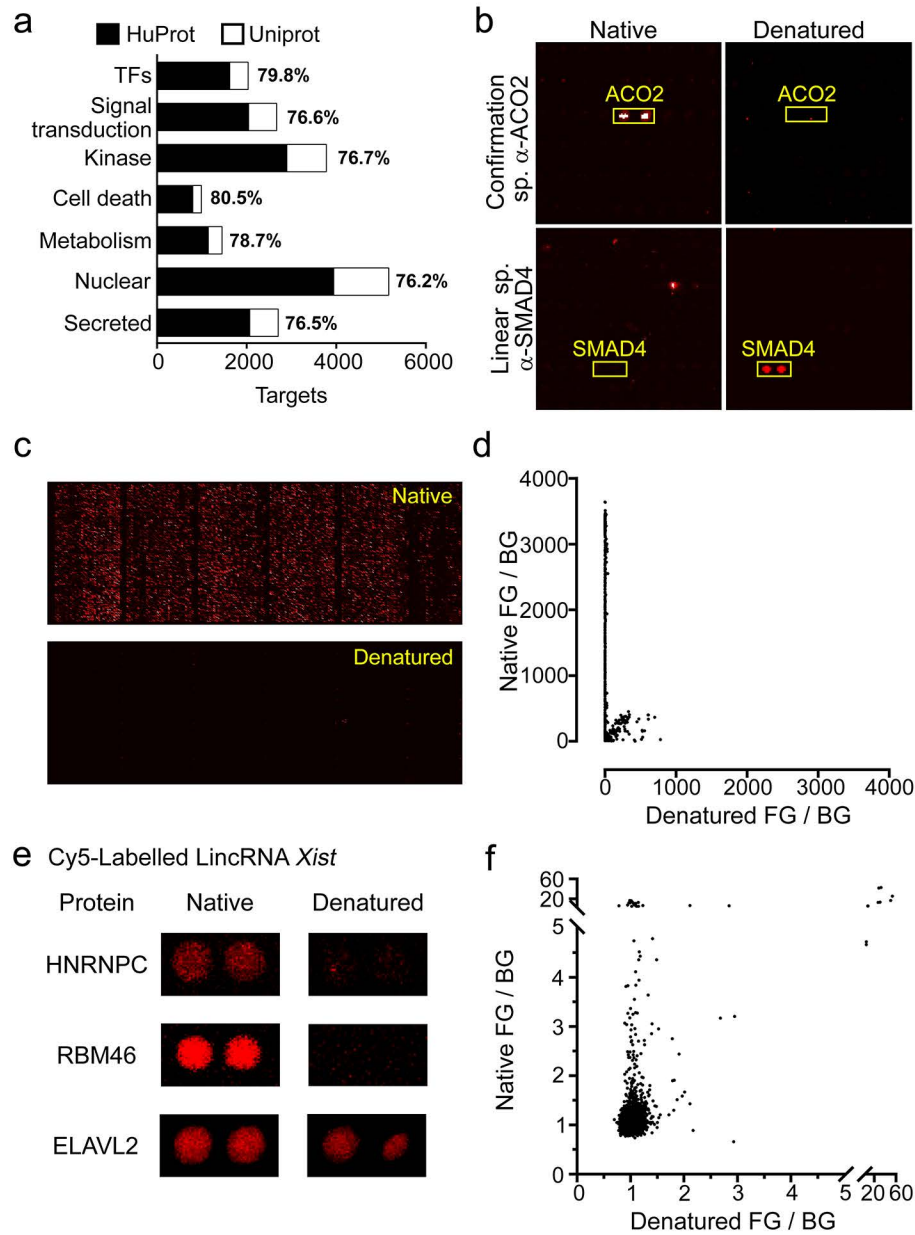 a
HuProt Uniprot
TFs 79.8%
Signal
transduction 76.6%
Kinase 76.7%
Cell death 80.5%
Metabolism 78.7%
Nuclear 76.2%
Secreted 76.5%
0 2000 4000 6000
Targets
b
Native Denatured
Confirmation
sp. α-ACO2
ACO2 ACO2
Linear sp.
α-SMAD4
SMAD4 SMAD4
c
Native
Denatured
d
Native FG / BG
4000
3000
2000
1000
0
0 1000 2000 3000 4000
Denatured FG / BG
e Cy5-Labelled LincRNA Xist
Protein Native Denatured
HNRNPC
RBM46
ELAVL2
f
Native FG / BG
60
20
5
4
3
2
1
0
0 1 2 3 4 5 20 60
Denatured FG / BG